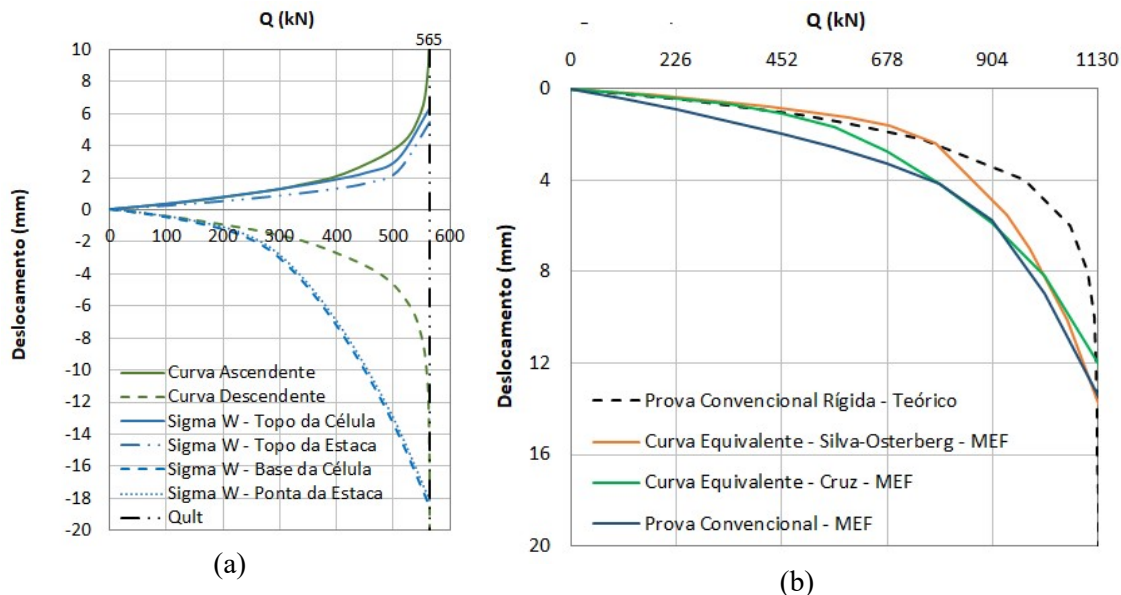 Q (kN)
565
10
8
6
4
2
0
-2
-4
-6
-8
-10
-12
-14
-16
-18
-20
0 100 200 300 400 500 600
Deslocamento (mm)
Curva Ascendente
Curva Descendente
Sigma W - Topo da Célula
Sigma W - Topo da Estaca
Sigma W - Base da Célula
Sigma W - Ponta da Estaca
Qult
(a)
Q (kN)
0 226 452 678 904 1130
0
4
8
12
16
20
Deslocamento (mm)
Prova Convencional Rígida - Teórico
Curva Equivalente - Silva-Osterberg - MEF
Curva Equivalente - Cruz - MEF
Prova Convencional - MEF
(b)